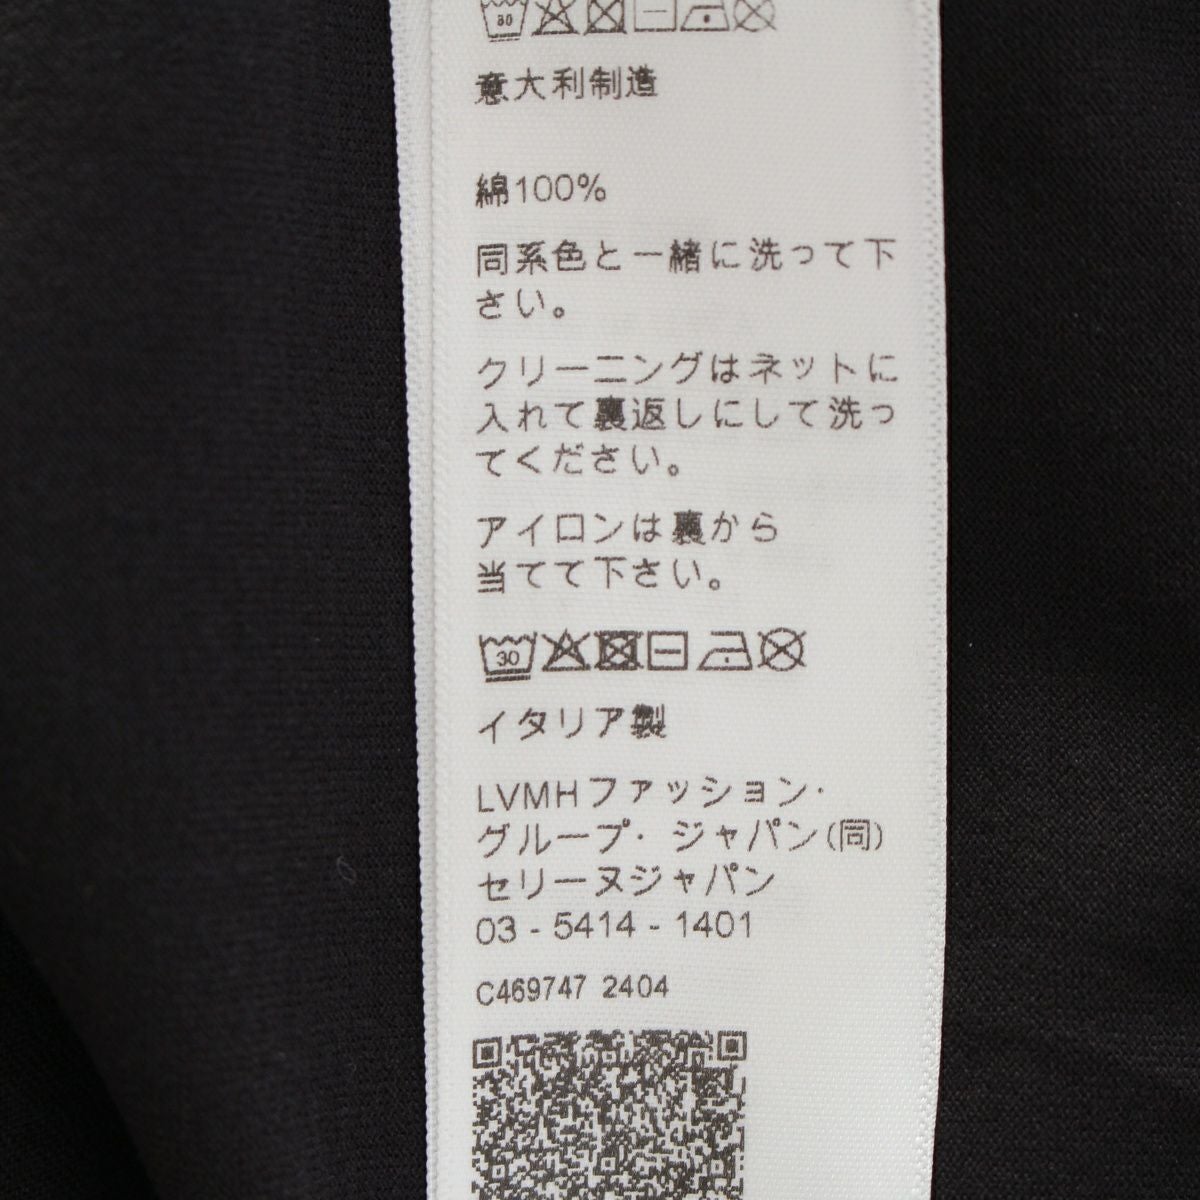 30
意大利制造
綿100%
同系色と一緒に洗って下
さい。
クリーニングはネットに
入れて裏返しにして洗っ
てください。
アイロンは裏から
当てて下さい。
30
イタリア製
LVMHファッション・
グループ・ジャパン(同)
セリーヌジャパン
03 - 5414 - 1401
C469747 2404